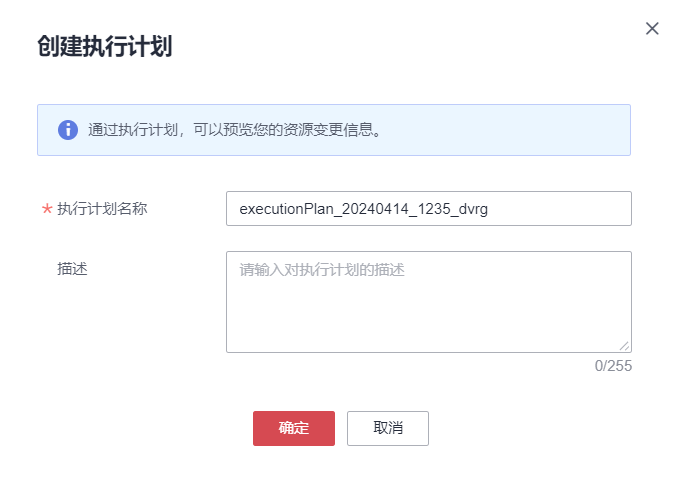 创建执行计划
通过执行计划，可以预览您的资源变更信息。
* 执行计划名称 executionPlan_20240414_1235_dvrg
描述 请输入对执行计划的描述
0/255
确定 取消